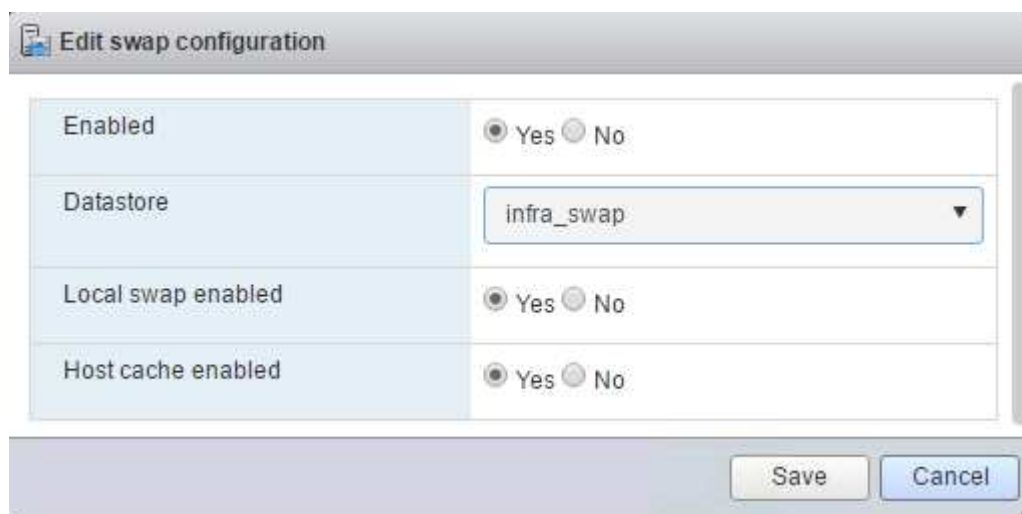 Edit swap configuration
Enabled Yes No
Datastore infra_swap
Local swap enabled Yes No
Host cache enabled Yes No
Save Cancel